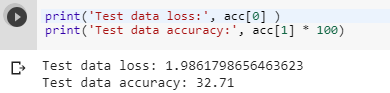 print('Test data loss:', acc[0] )
print('Test data accuracy:', acc[1] * 100)
Test data loss: 1.9861798656463623
Test data accuracy: 32.71